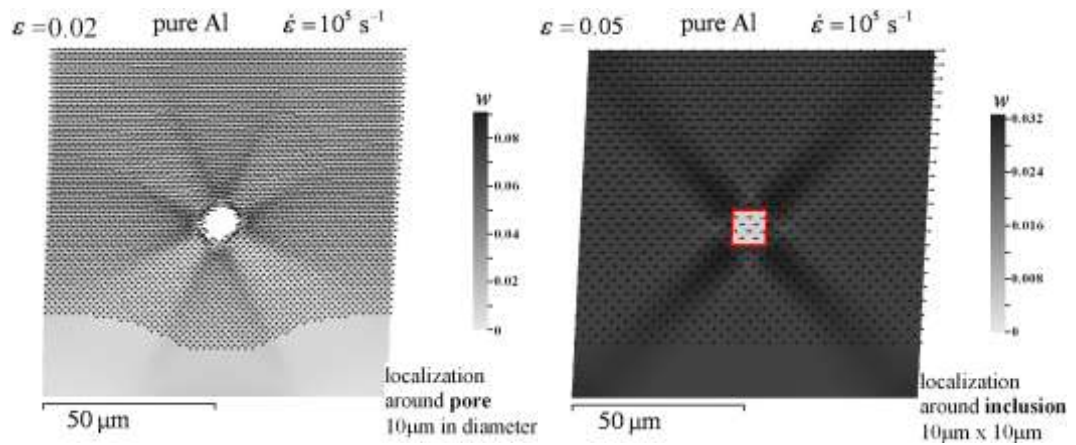 ε = 0.02 pure Al ε̇ = 10⁵ s⁻¹
w
0.08
0.06
0.04
0.02
0
50 μm
localization
around pore
10μm in diameter
ε = 0.05 pure Al ε̇ = 10⁵ s⁻¹
w
0.032
0.024
0.016
0.008
0
50 μm
localization
around inclusion
10μm x 10μm